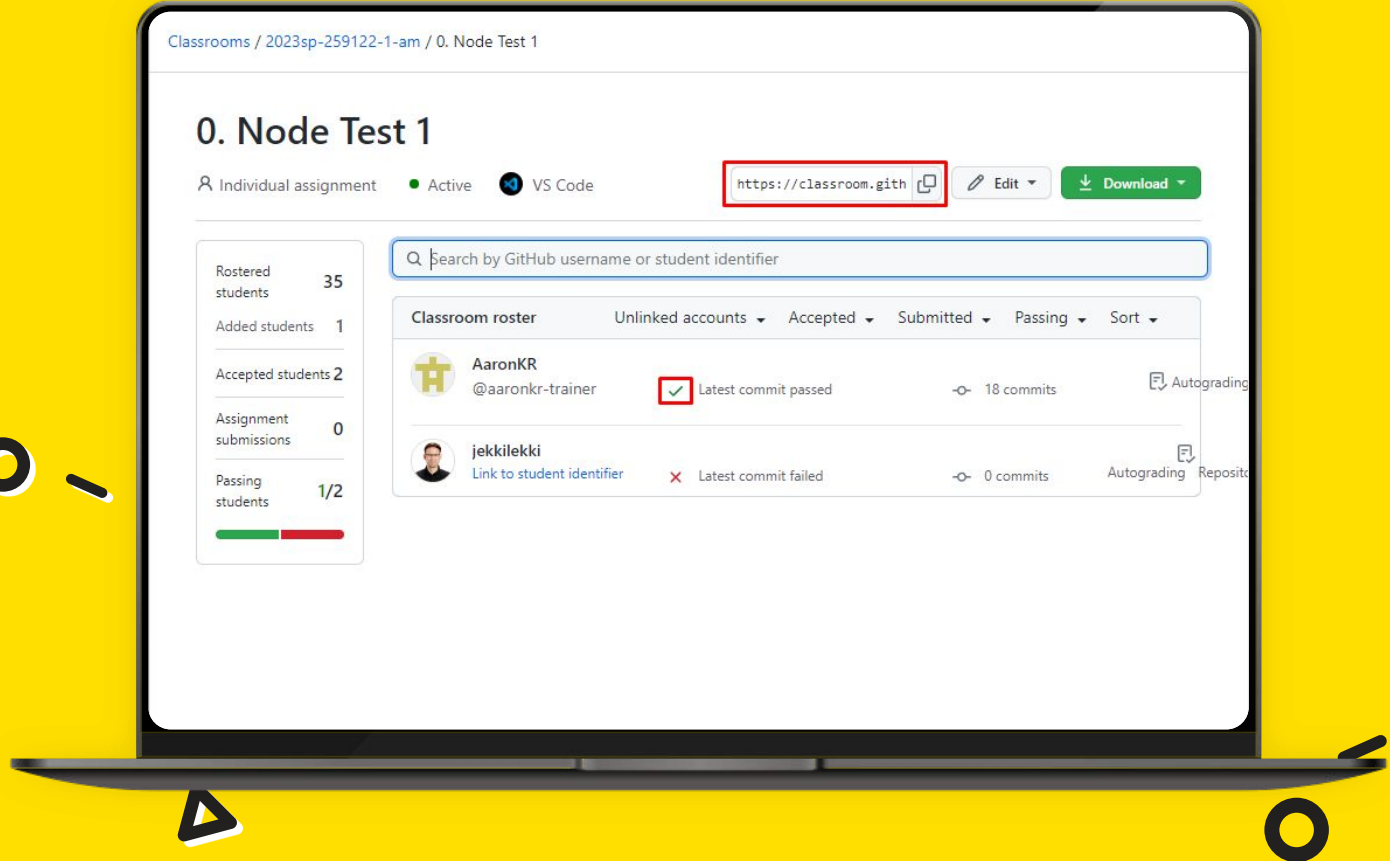 Classrooms / 2023sp-259122-1-am / 0. Node Test 1
0. Node Test 1
Individual assignment
Active
VS Code
https://classroom.gith
Edit
Download
Rostered
students
35
Added students 1
Accepted students 2
Assignment
submissions
0
Passing
students
1/2
Search by GitHub username or student identifier
Classroom roster
Unlinked accounts
Accepted
Submitted
Passing
Sort
AaronKR
@aaronkr-trainer
Latest commit passed
18 commits
Autograding
jekkilekki
Link to student identifier
Latest commit failed
0 commits
Autograding